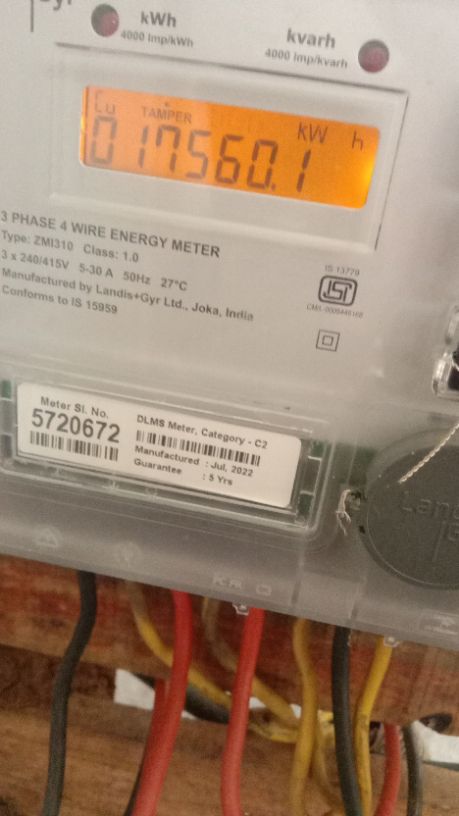 kWh
4000 Imp/kWh
kvarh
4000 Imp/kvarh
Cu TAMPER kW h
017560.1
3 PHASE 4 WIRE ENERGY METER
Type: ZMI310 Class: 1.0
3 x 240/415V 5-30 A 50Hz 27°C
Manufactured by Landis+Gyr Ltd., Joka, India
Conforms to IS 15959
IS 13779
ISI
Meter Sl. No.
5720672
DLMS Meter, Category - C2
Manufactured : Jul, 2022
Guarantee : 5 Yrs